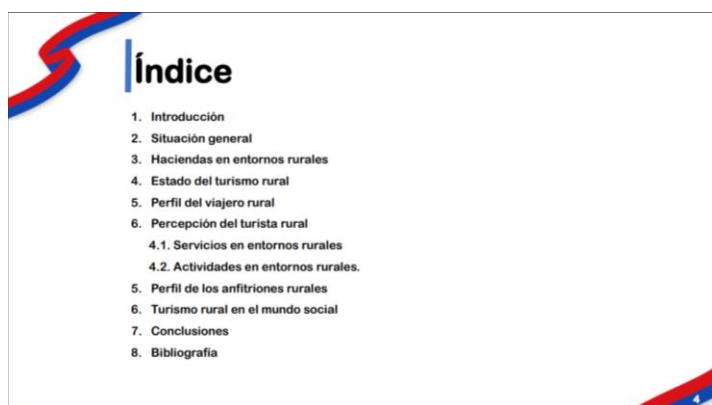 Índice
1. Introducción
2. Situación general
3. Haciendas en entornos rurales
4. Estado del turismo rural
5. Perfil del viajero rural
6. Percepción del turista rural
4.1. Servicios en entornos rurales
4.2. Actividades en entornos rurales.
5. Perfil de los anfitriones rurales
6. Turismo rural en el mundo social
7. Conclusiones
8. Bibliografía
4